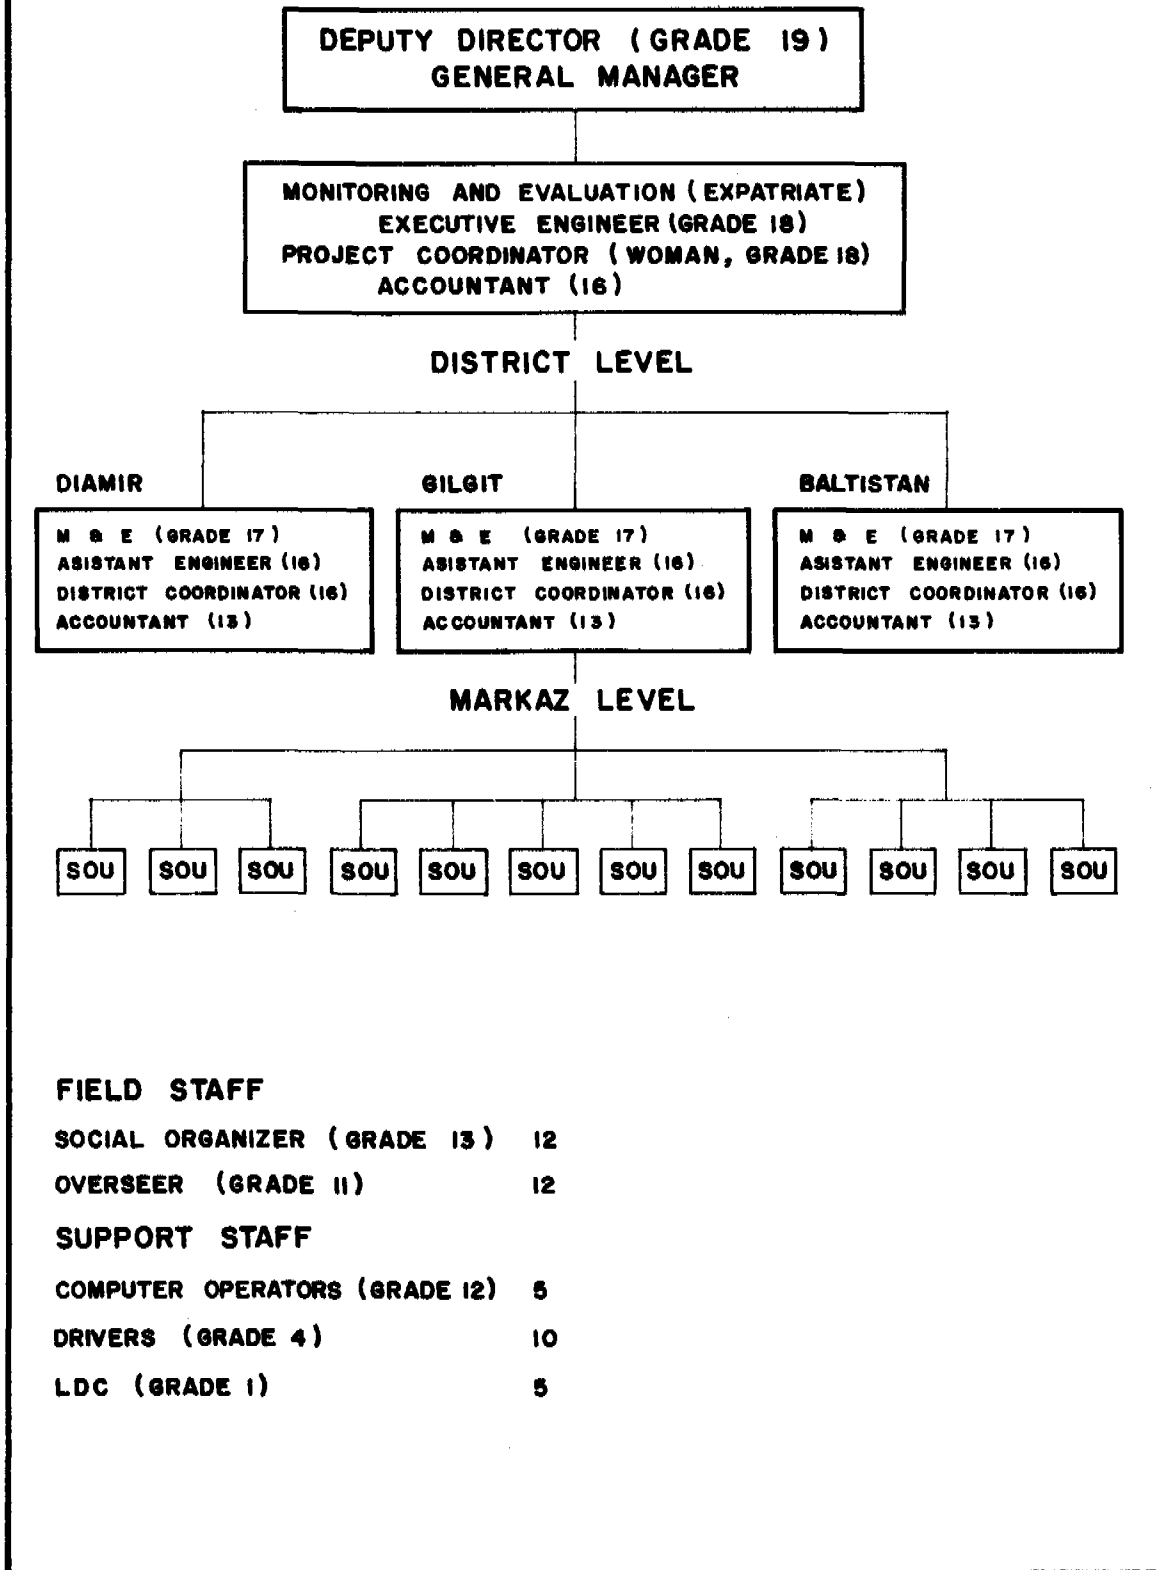 DEPUTY DIRECTOR (GRADE 19)
GENERAL MANAGER
MONITORING AND EVALUATION (EXPATRIATE)
EXECUTIVE ENGINEER (GRADE 18)
PROJECT COORDINATOR (WOMAN, GRADE 18)
ACCOUNTANT (16)
DISTRICT LEVEL
DIAMIR
M & E (GRADE 17)
ASISTANT ENGINEER (16)
DISTRICT COORDINATOR (16)
ACCOUNTANT (13)
GILGIT
M & E (GRADE 17)
ASISTANT ENGINEER (16)
DISTRICT COORDINATOR (16)
ACCOUNTANT (13)
BALTISTAN
M & E (GRADE 17)
ASISTANT ENGINEER (16)
DISTRICT COORDINATOR (16)
ACCOUNTANT (13)
MARKAZ LEVEL
SOU SOU SOU SOU SOU SOU SOU SOU SOU SOU SOU SOU
FIELD STAFF
SOCIAL ORGANIZER (GRADE 13) 12
OVERSEER (GRADE 11) 12
SUPPORT STAFF
COMPUTER OPERATORS (GRADE 12) 5
DRIVERS (GRADE 4) 10
LDC (GRADE 1) 5